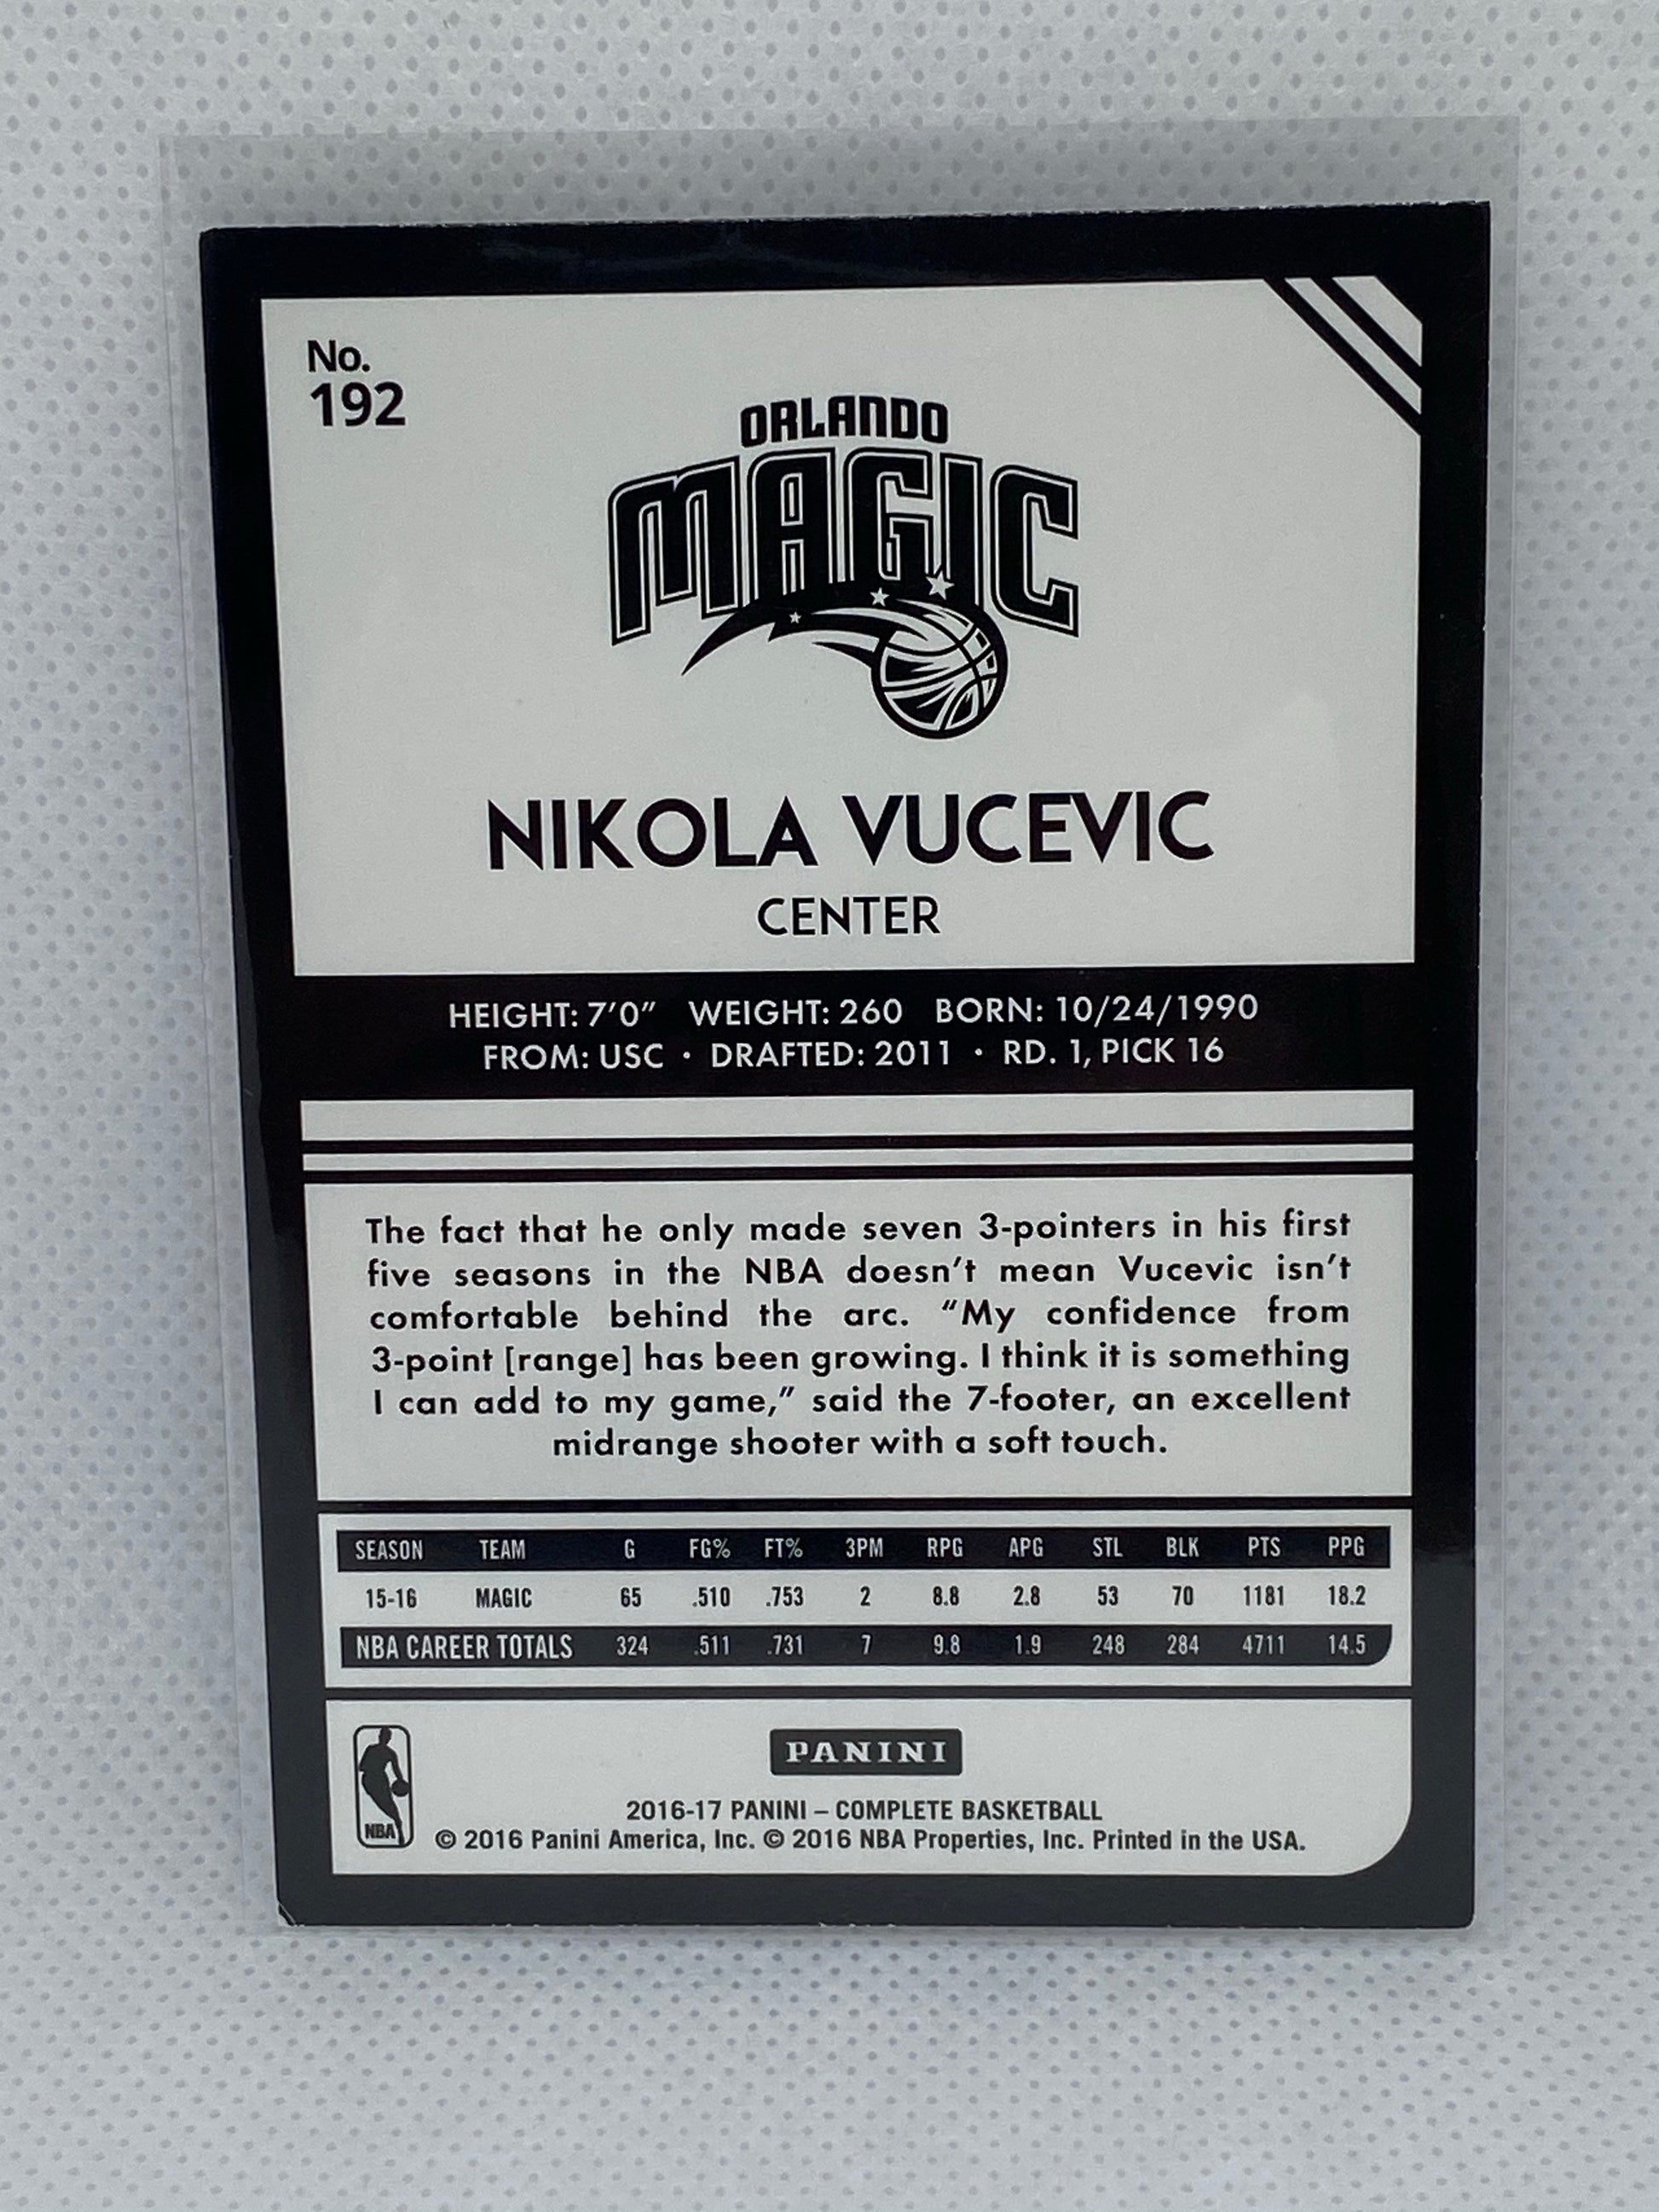 No.
192
ORLANDO
MAGIC
NIKOLA VUCEVIC
CENTER
HEIGHT: 7'0" WEIGHT: 260 BORN: 10/24/1990
FROM: USC • DRAFTED: 2011 • RD. 1, PICK 16
The fact that he only made seven 3-pointers in his first
five seasons in the NBA doesn't mean Vucevic isn't
comfortable behind the arc. "My confidence from
3-point [range] has been growing. I think it is something
I can add to my game," said the 7-footer, an excellent
midrange shooter with a soft touch.
SEASON TEAM G FG% FT% 3PM RPG APG STL BLK PTS PPG
15-16 MAGIC 65 .510 .753 2 8.8 2.8 53 70 1181 18.2
NBA CAREER TOTALS 324 .511 .731 7 9.8 1.9 248 284 4711 14.5
NBA
PANINI
2016-17 PANINI – COMPLETE BASKETBALL
© 2016 Panini America, Inc. © 2016 NBA Properties, Inc. Printed in the USA.